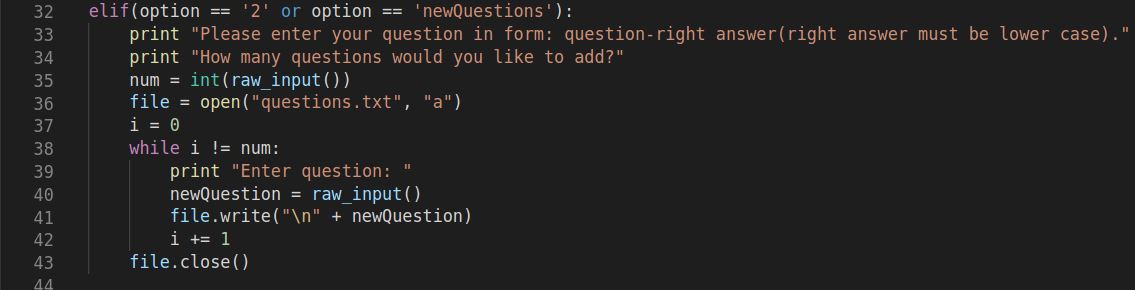 32 elif(option == '2' or option == 'newQuestions'):
33     print "Please enter your question in form: question-right answer(right answer must be lower case)."
34     print "How many questions would you like to add?"
35     num = int(raw_input())
36     file = open("questions.txt", "a")
37     i = 0
38     while i != num:
39         print "Enter question: "
40         newQuestion = raw_input()
41         file.write("\n" + newQuestion)
42         i += 1
43     file.close()
44